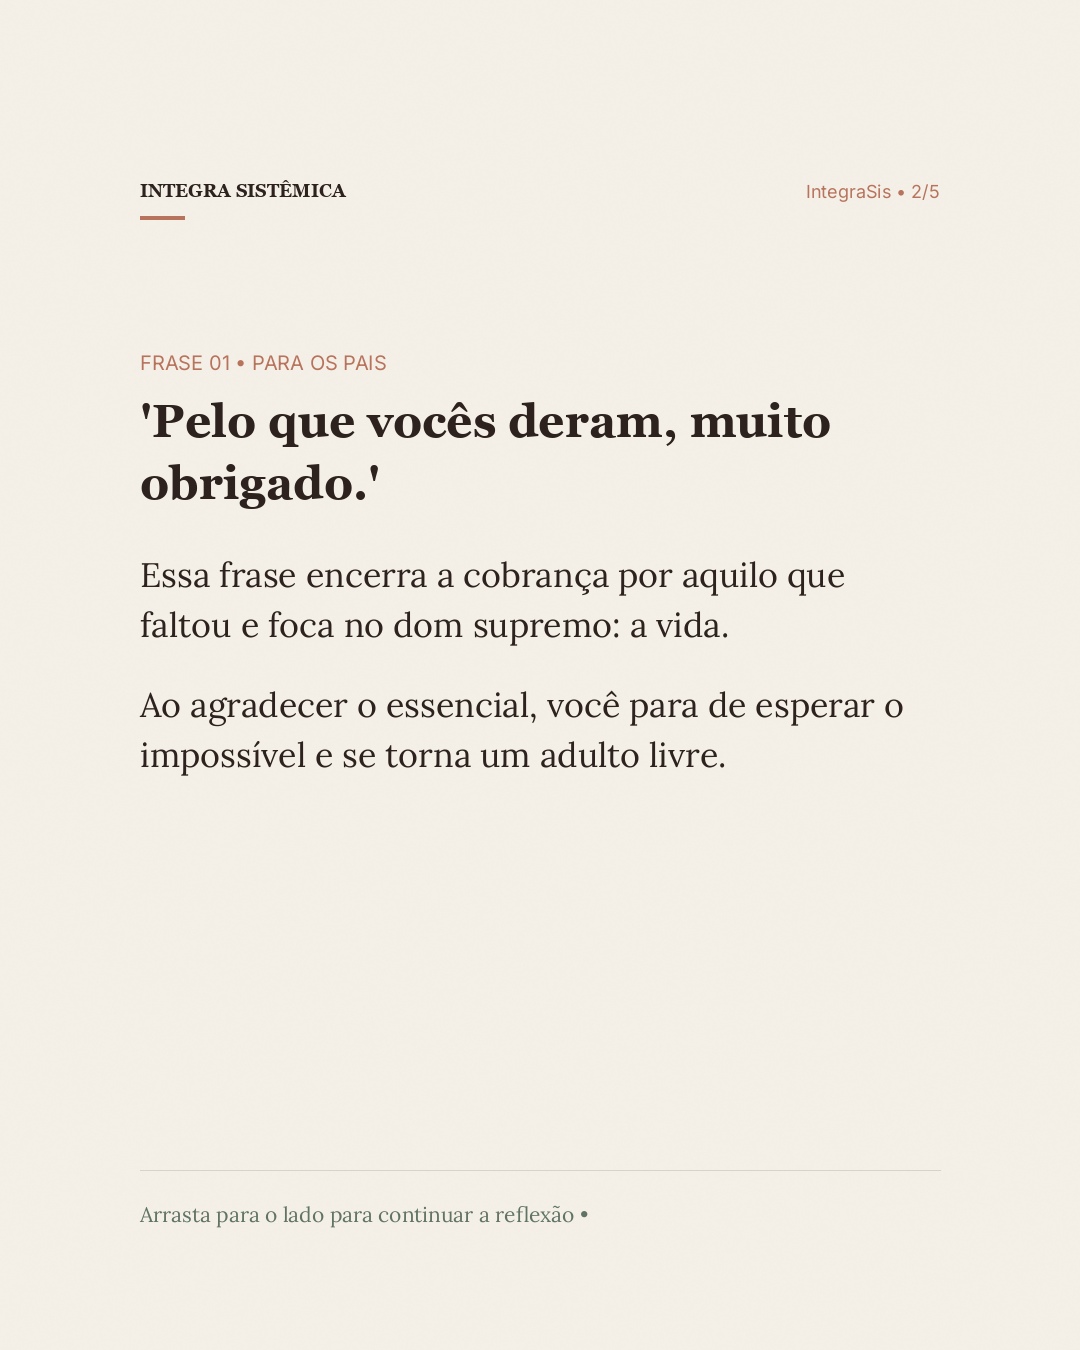 INTEGRA SISTÊMICA
IntegraSis • 2/5
FRASE 01 • PARA OS PAIS
'Pelo que vocês deram, muito
obrigado.'
Essa frase encerra a cobrança por aquilo que
faltou e foca no dom supremo: a vida.
Ao agradecer o essencial, você para de esperar o
impossível e se torna um adulto livre.
Arrasta para o lado para continuar a reflexão •